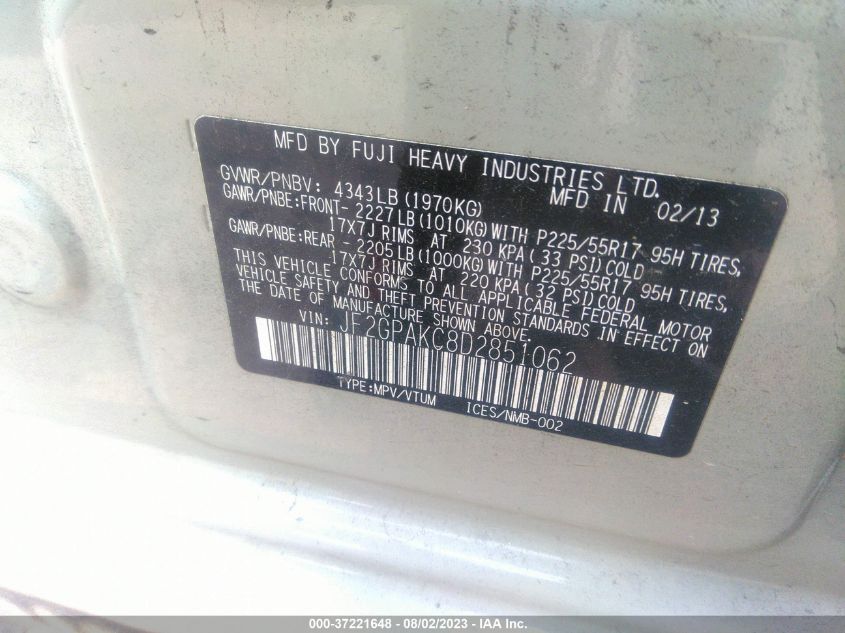 MFD BY FUJI HEAVY INDUSTRIES LTD.
GVWR/PNBV: 4343LB(1970KG) MFD IN 02/13
GAWR/PNBE:FRONT-2227LB(1010KG)WITH P225/55R17 95H TIRES,
17X7J RIMS AT 230 KPA(33 PSI)COLD
GAWR/PNBE:REAR -2205LB(1000KG)WITH P225/55R17 95H TIRES,
17X7J RIMS AT 220 KPA(32 PSI)COLD
THIS VEHICLE CONFORMS TO ALL APPLICABLE FEDERAL MOTOR
VEHICLE SAFETY AND THEFT PREVENTION STANDARDS IN EFFECT ON
THE DATE OF MANUFACTURE SHOWN ABOVE.
VIN: JF2GPAKC8D2851062
TYPE:MPV/VTUM ICES/NMB-002
000-37221648 - 08/02/2023 - IAA Inc.